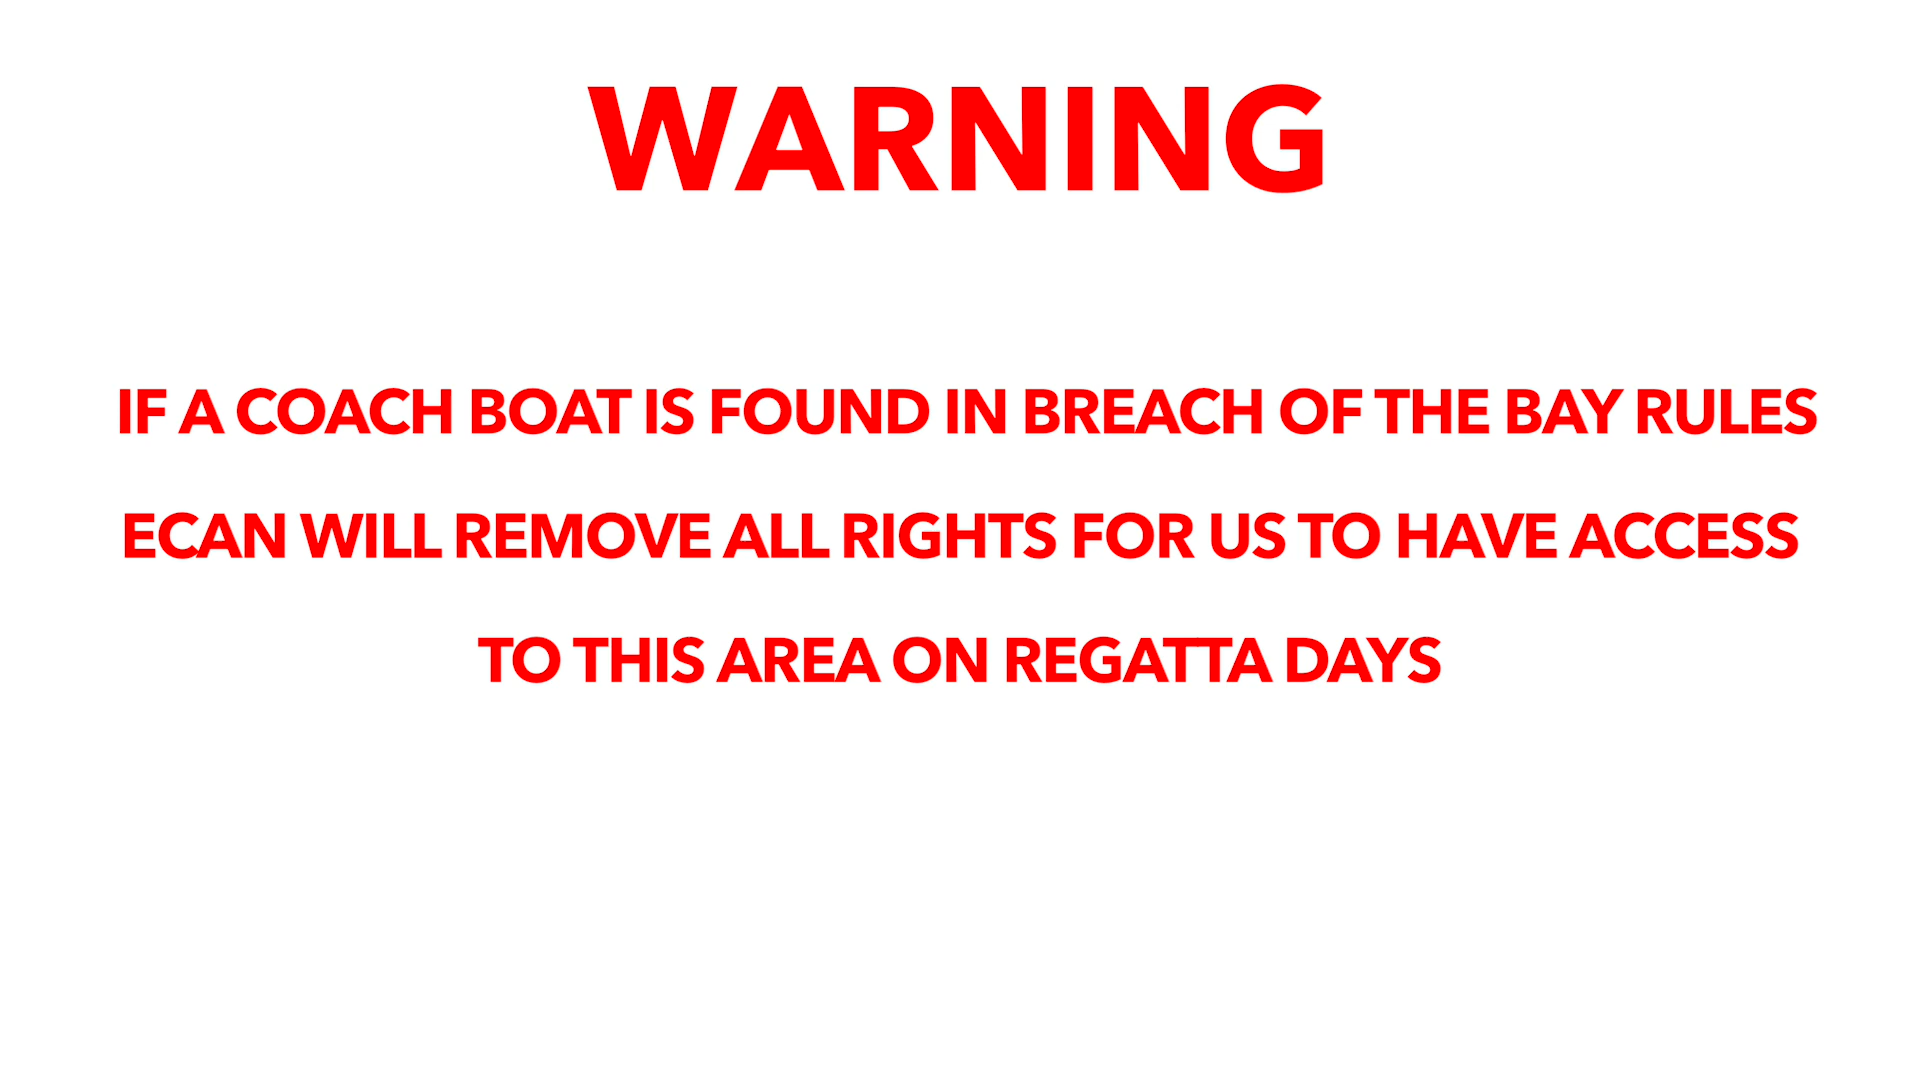 WARNING
IF A COACH BOAT IS FOUND IN BREACH OF THE BAY RULES
ECAN WILL REMOVE ALL RIGHTS FOR US TO HAVE ACCESS
TO THIS AREA ON REGATTA DAYS